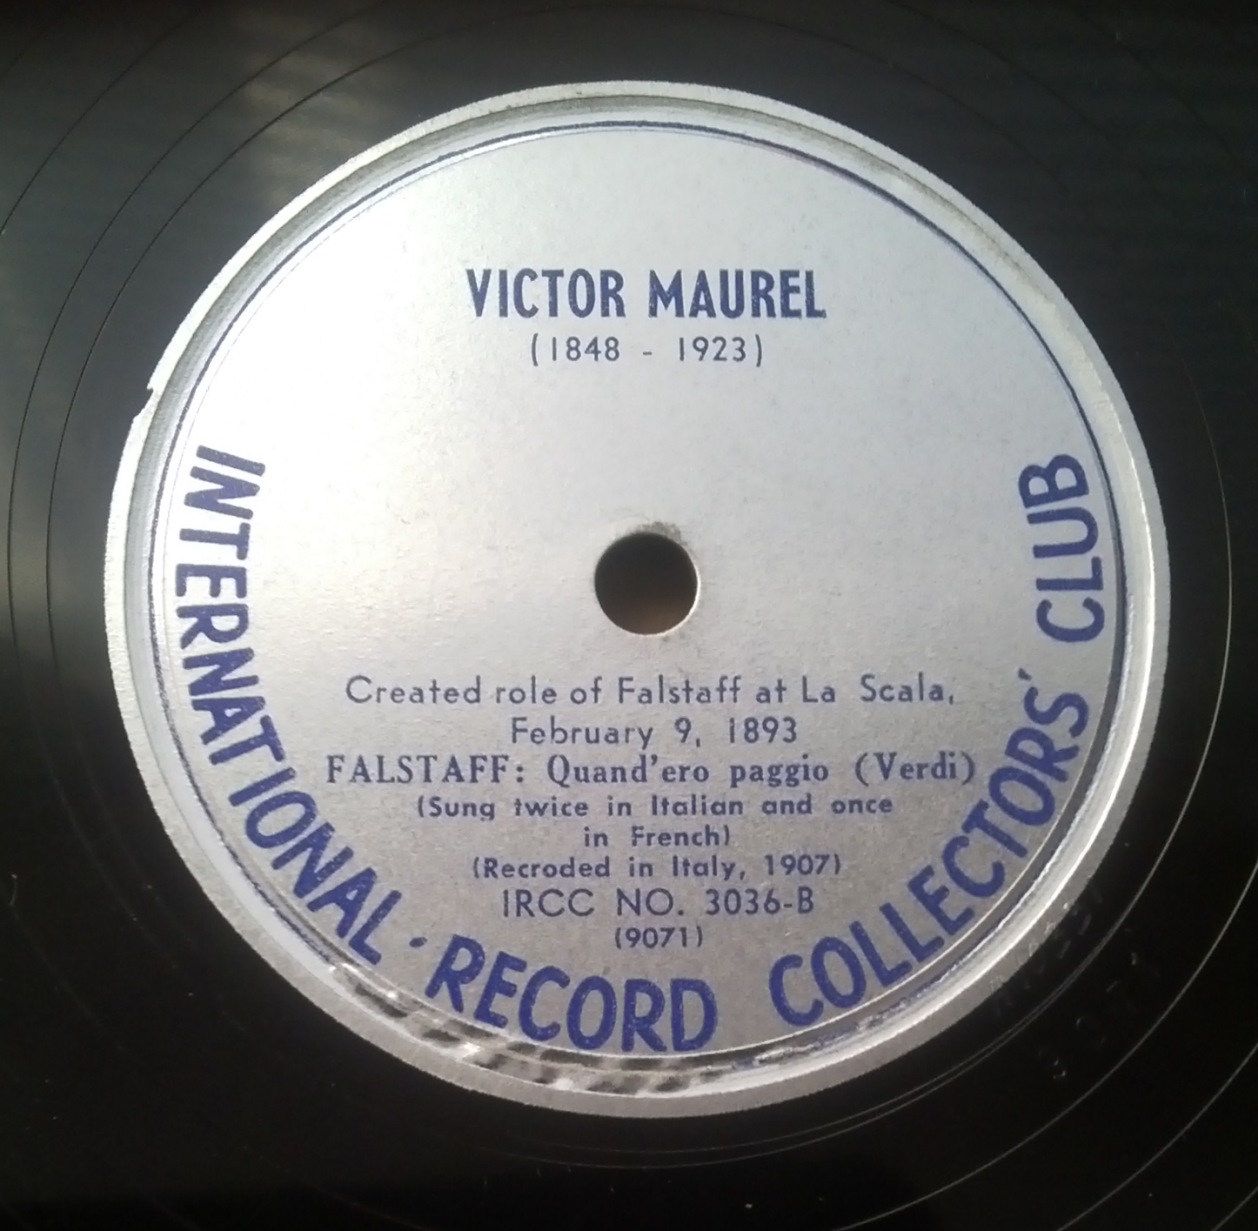 VICTOR MAUREL
(1848 - 1923)
Created role of Falstaff at La Scala,
February 9, 1893
FALSTAFF: Quand'ero paggio (Verdi)
(Sung twice in Italian and once
in French)
(Recroded in Italy, 1907)
IRCC NO. 3036-B
(9071)
INTERNATIONAL · RECORD COLLECTORS' CLUB